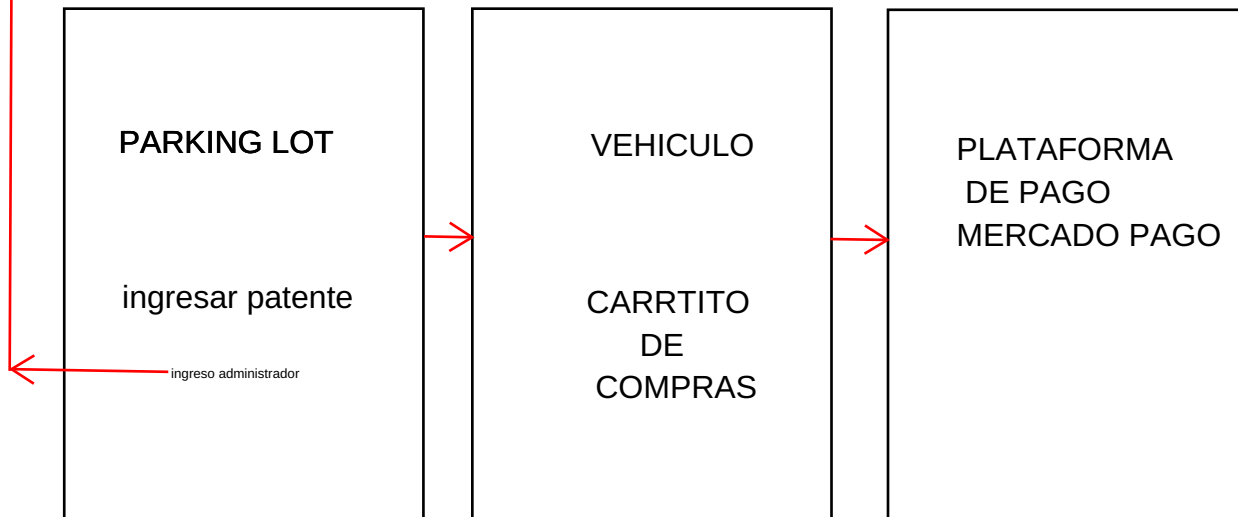 PARKING LOT
ingresar patente
ingreso administrador
VEHICULO
CARRTITO
DE
COMPRAS
PLATAFORMA
DE PAGO
MERCADO PAGO